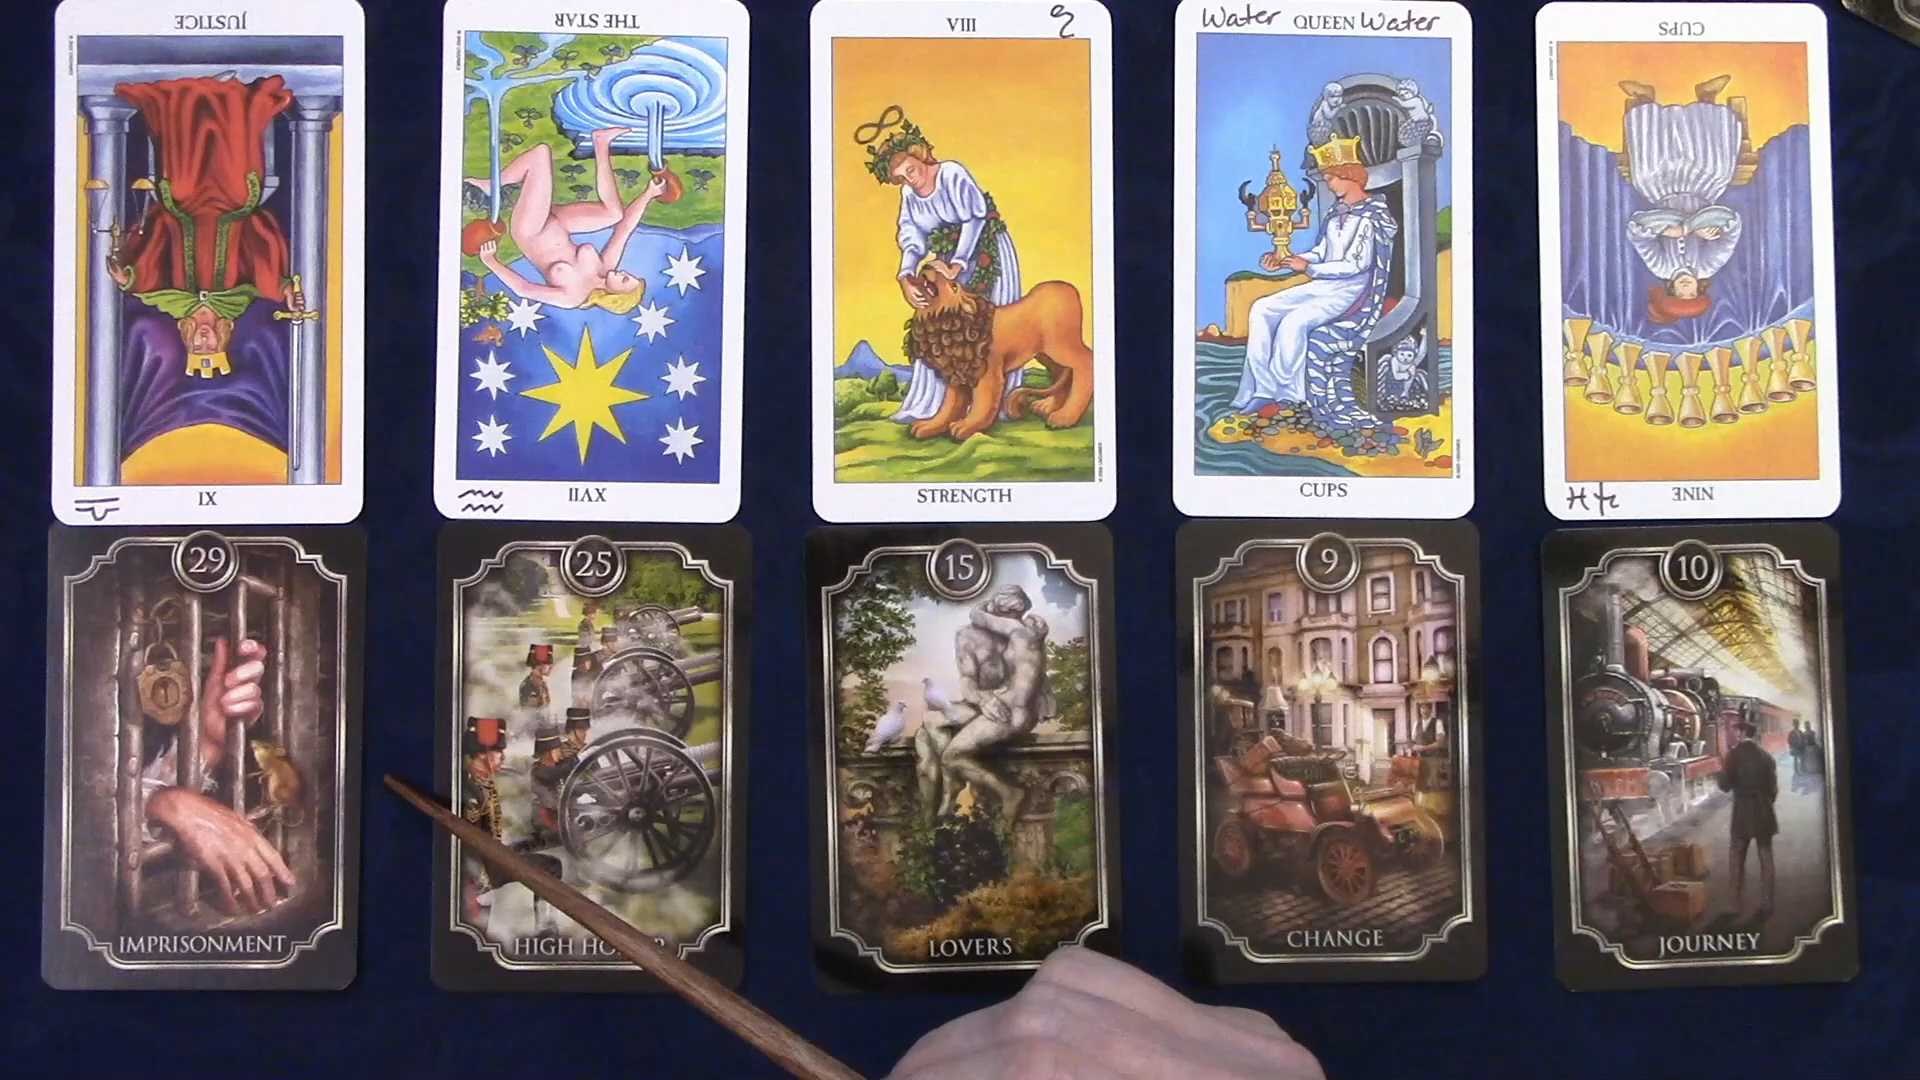 JUSTICE
XI
THE STAR
XVII
VIII
STRENGTH
Water QUEEN Water
CUPS
CUPS
NINE
29
IMPRISONMENT
25
HIGH
15
LOVERS
9
CHANGE
10
JOURNEY